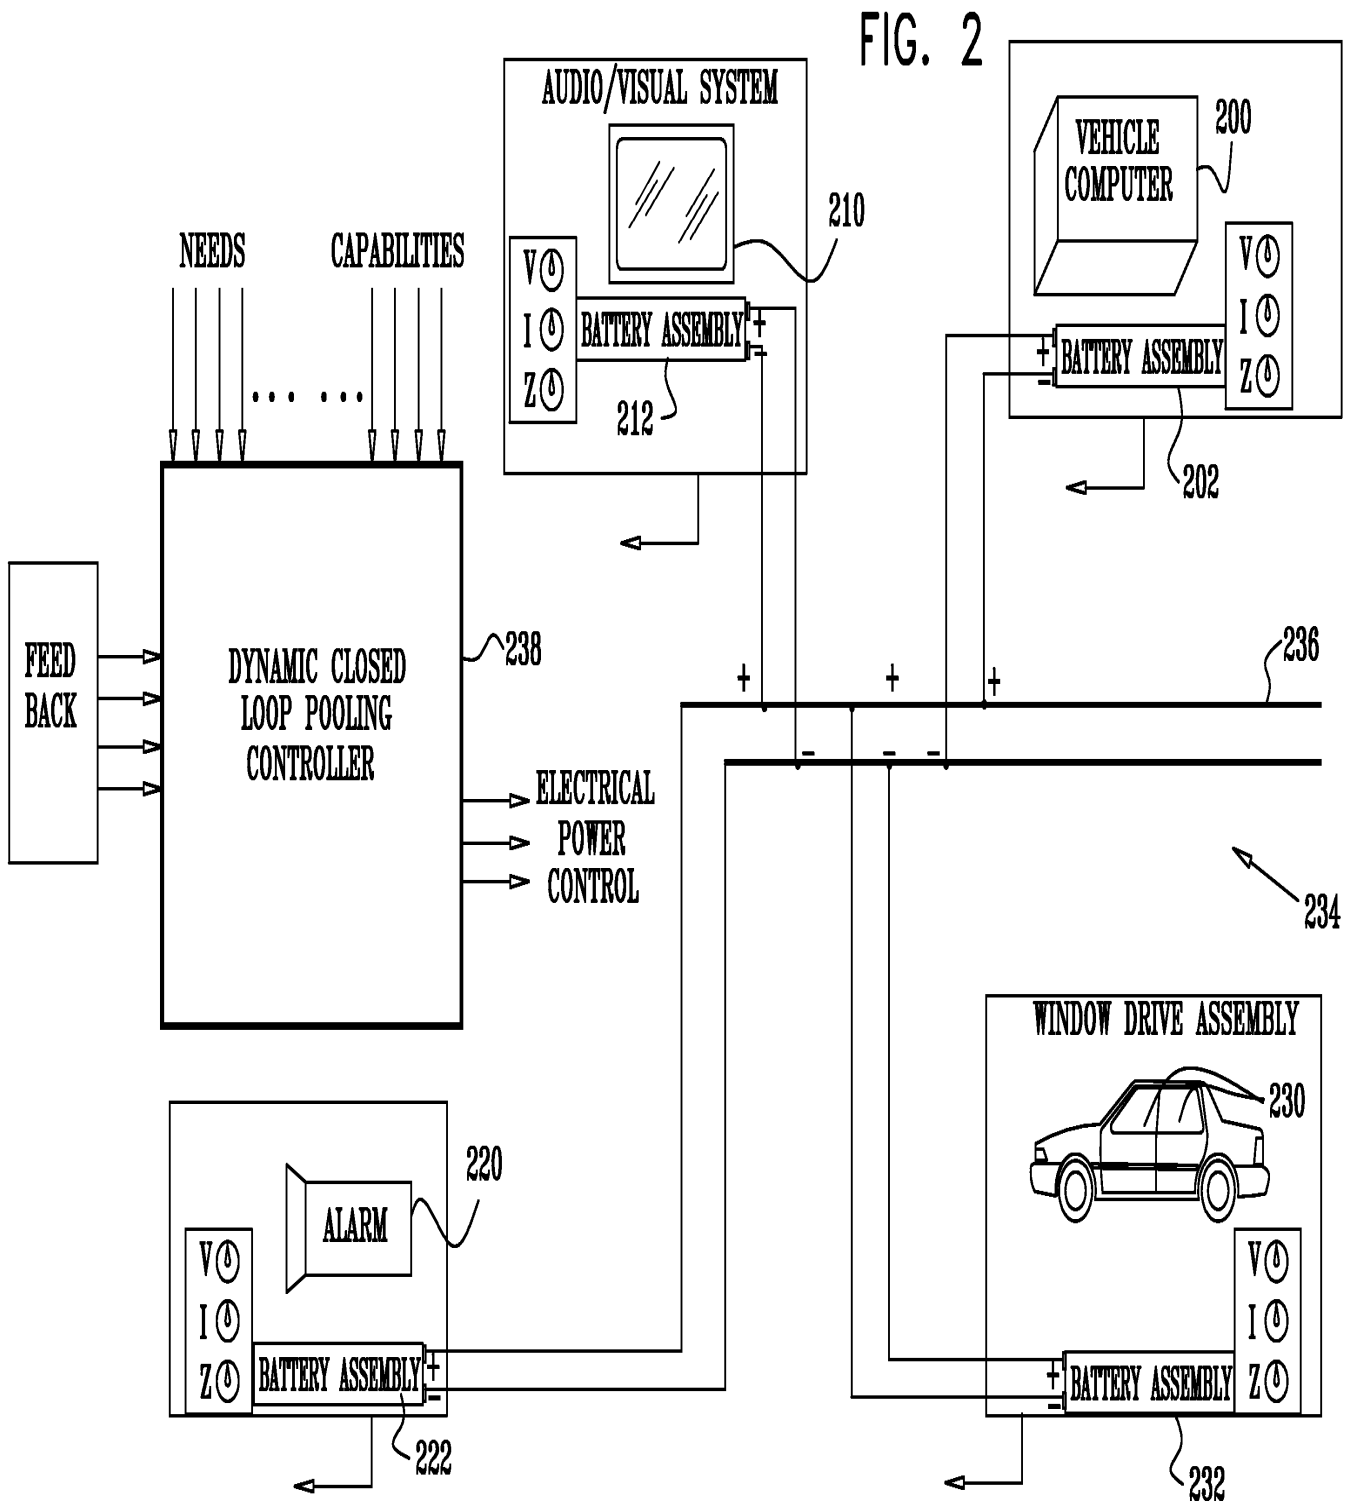 FIG. 2
AUDIO/VISUAL SYSTEM
210
V
I
Z
BATTERY ASSEMBLY
+
-
212
VEHICLE
COMPUTER
200
V
I
Z
BATTERY ASSEMBLY
+
-
202
NEEDS
CAPABILITIES
.... ...
FEED
BACK
DYNAMIC CLOSED
LOOP POOLING
CONTROLLER
238
ELECTRICAL
POWER
CONTROL
+ + +
236
- - -
234
ALARM
220
V
I
Z
BATTERY ASSEMBLY
+
-
222
WINDOW DRIVE ASSEMBLY
230
V
I
Z
BATTERY ASSEMBLY
+
-
232